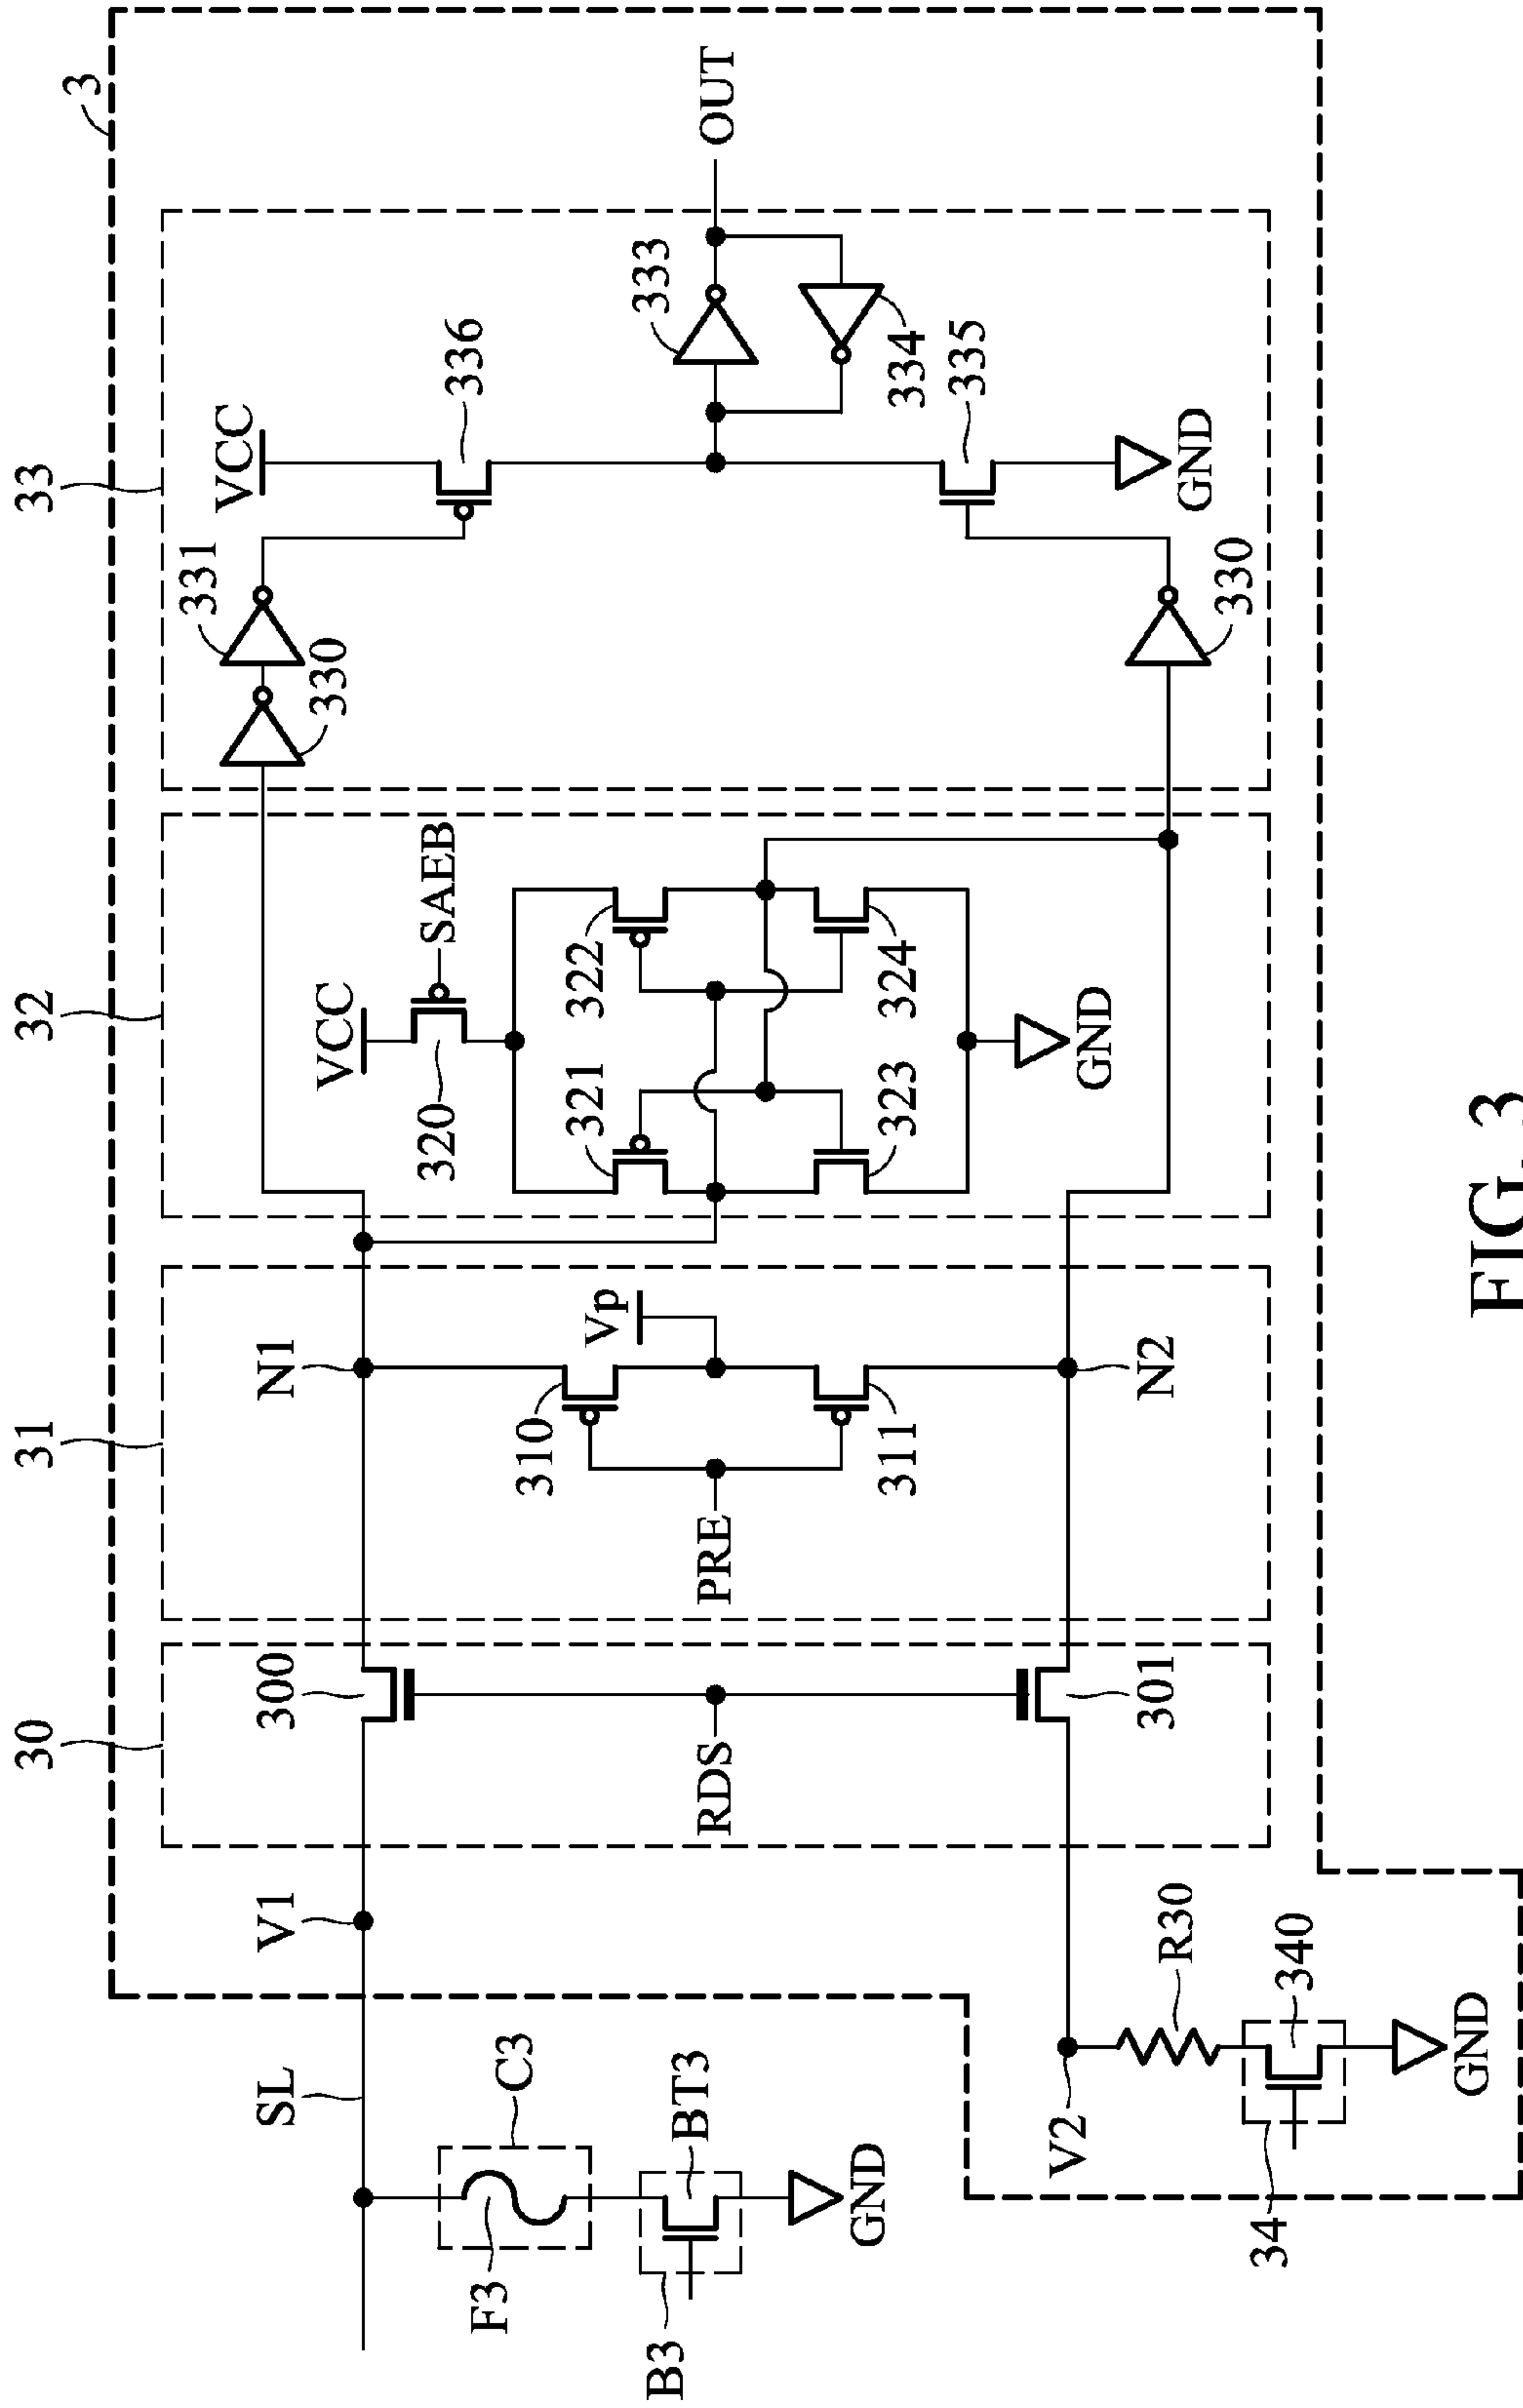 3
30
31
32
33
SL
V1
300
N1
VCC
330
331
VCC
336
OUT
C3
F3
BT3
B3
GND
RDS
PRE
310
311
Vp
320
SAEB
321
322
323
324
GND
333
334
335
GND
330
V2
R30
340
34
GND
301
N2
FIG. 3